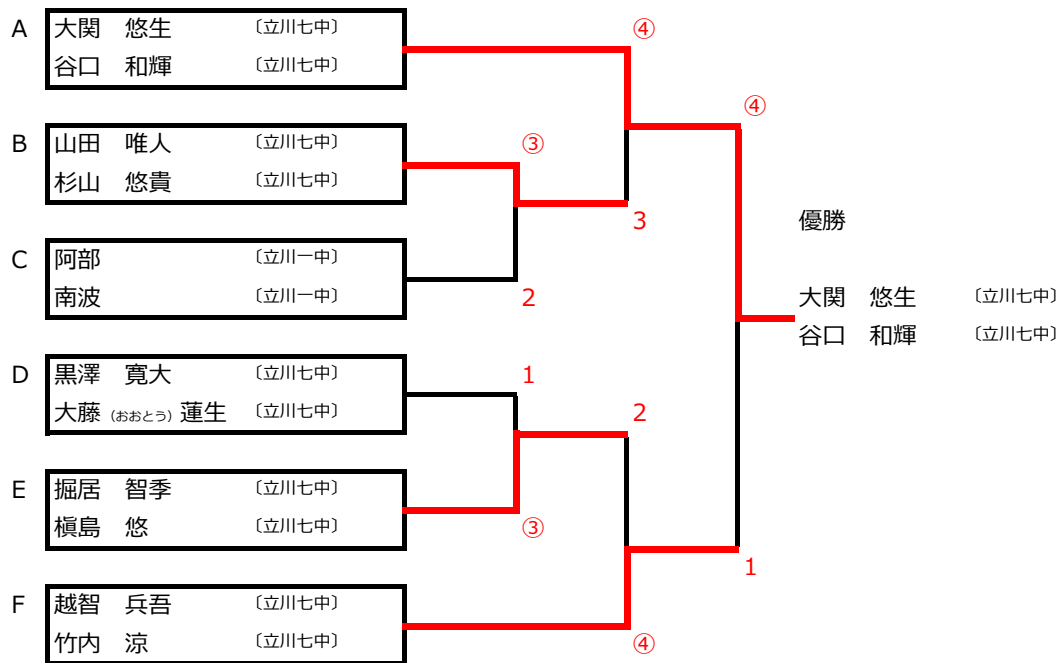 A
大関　悠生　〔立川七中〕
谷口　和輝　〔立川七中〕
④
④
B
山田　唯人　〔立川七中〕
杉山　悠貴　〔立川七中〕
③
3
C
阿部　〔立川一中〕
南波　〔立川一中〕
2
優勝
大関　悠生　〔立川七中〕
谷口　和輝　〔立川七中〕
D
黒澤　寛大　〔立川七中〕
大藤（おおとう）蓮生　〔立川七中〕
1
2
E
掘居　智季　〔立川七中〕
槇島　悠　〔立川七中〕
③
1
F
越智　兵吾　〔立川七中〕
竹内　涼　〔立川七中〕
④